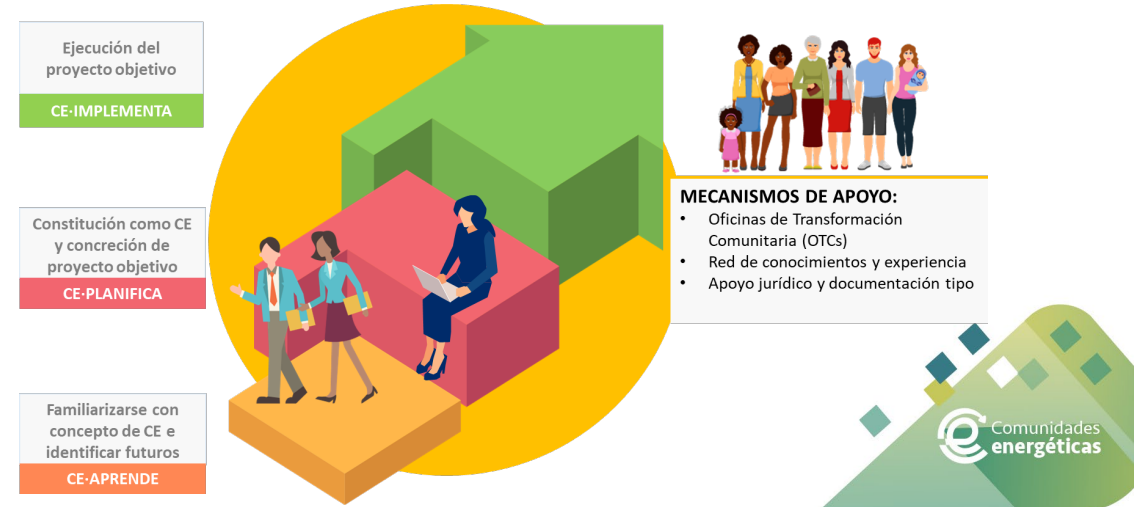 Ejecución del
proyecto objetivo
CE·IMPLEMENTA
Constitución como CE
y concreción de
proyecto objetivo
CE·PLANIFICA
Familiarizarse con
concepto de CE e
identificar futuros
CE·APRENDE
MECANISMOS DE APOYO:
• Oficinas de Transformación
Comunitaria (OTCs)
• Red de conocimientos y experiencia
• Apoyo jurídico y documentación tipo
Comunidades
energéticas